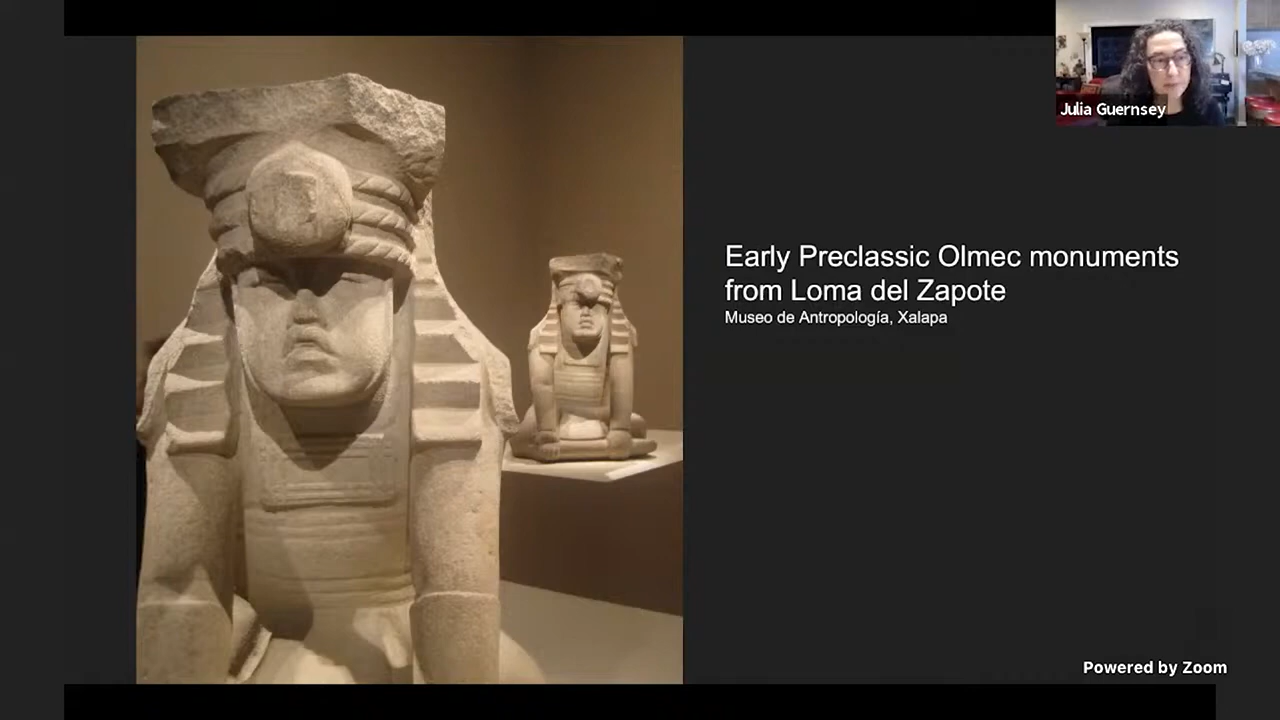 Julia Guernsey
Early Preclassic Olmec monuments
from Loma del Zapote
Museo de Antropología, Xalapa
Powered by Zoom